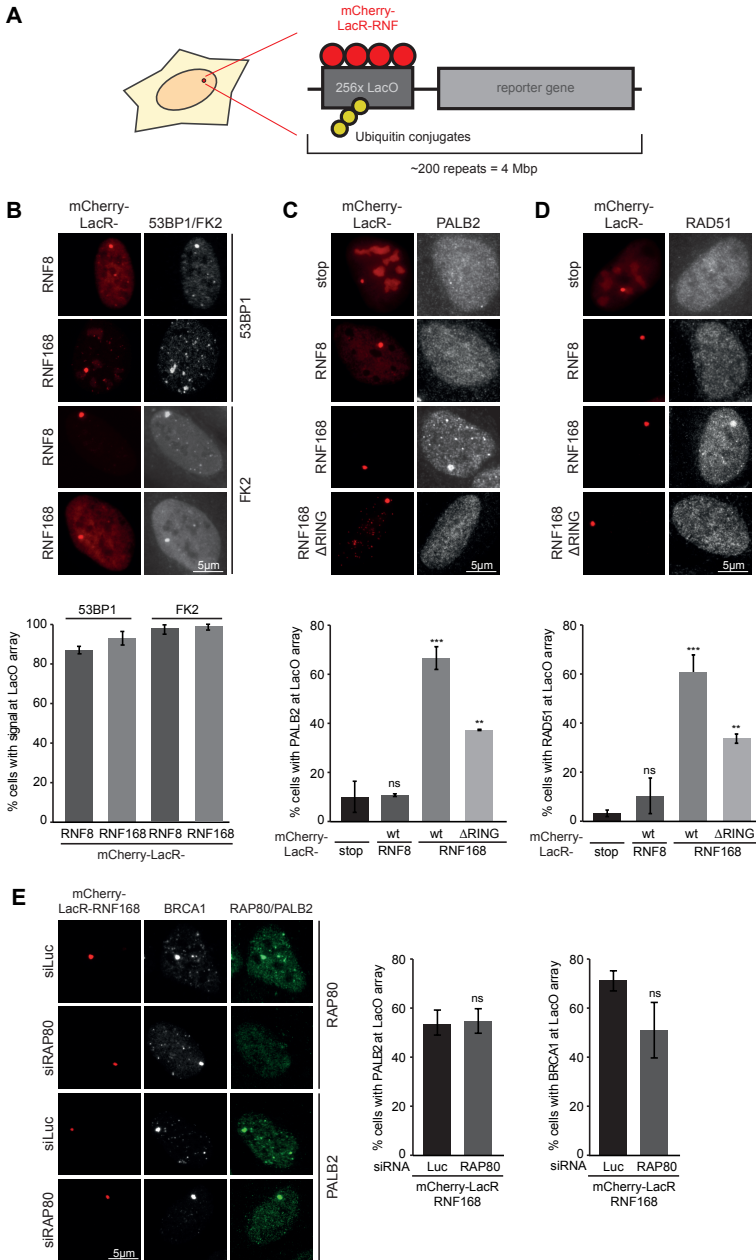 A
mCherry-
LacR-RNF
256x LacO
reporter gene
Ubiquitin conjugates
~200 repeats = 4 Mbp
B
mCherry-
LacR-
53BP1/FK2
RNF8
RNF168
53BP1
RNF8
RNF168
FK2
5µm
% cells with signal at LacO array
100
80
60
40
20
0
53BP1
FK2
RNF8 RNF168 RNF8 RNF168
mCherry-LacR-
C
mCherry-
LacR-
PALB2
stop
RNF8
RNF168
RNF168
ΔRING
5µm
% cells with PALB2 at LacO array
80
60
40
20
0
ns
***
**
mCherry-
LacR-
stop
wt
RNF8
wt ΔRING
RNF168
D
mCherry-
LacR-
RAD51
stop
RNF8
RNF168
RNF168
ΔRING
5µm
% cells with RAD51 at LacO array
80
60
40
20
0
ns
***
**
mCherry-
LacR-
stop
wt
RNF8
wt ΔRING
RNF168
E
mCherry-
LacR-RNF168
BRCA1
RAP80/PALB2
siLuc
siRAP80
RAP80
siLuc
siRAP80
PALB2
5µm
% cells with PALB2 at LacO array
80
60
40
20
0
ns
siRNA
Luc RAP80
mCherry-LacR
RNF168
% cells with BRCA1 at LacO array
80
60
40
20
0
ns
siRNA
Luc RAP80
mCherry-LacR
RNF168